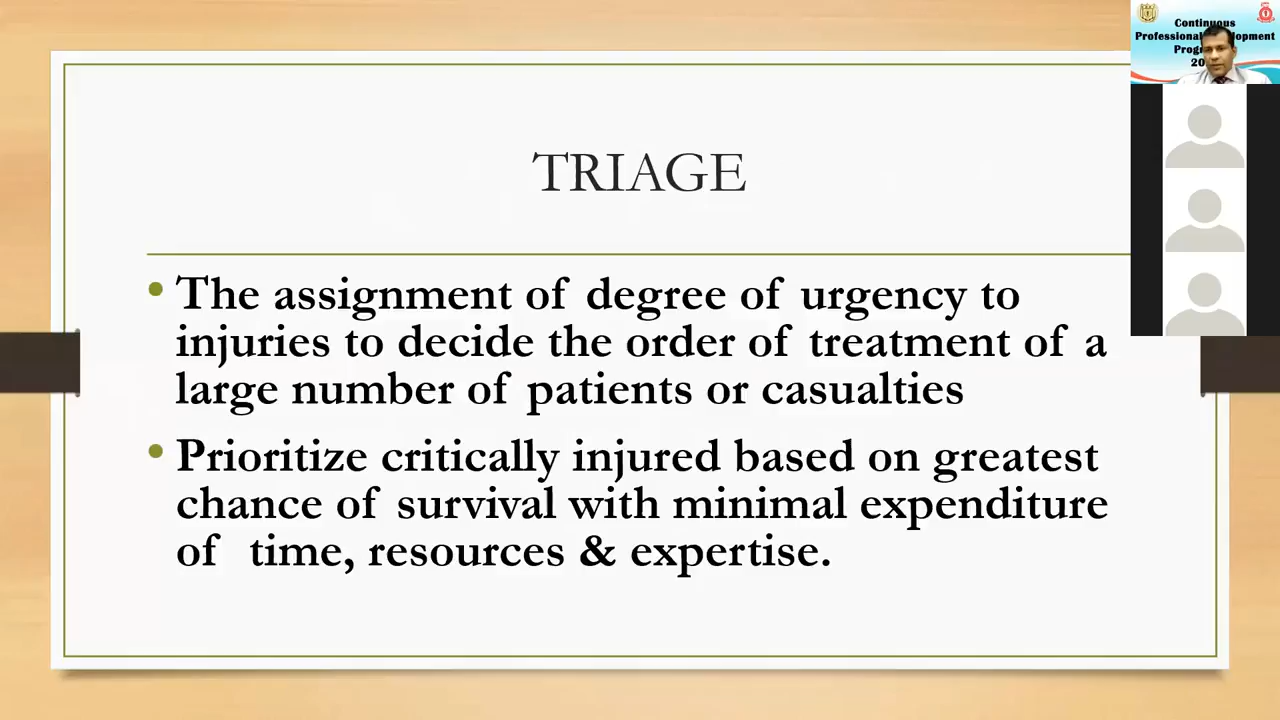 TRIAGE
• The assignment of degree of urgency to
injuries to decide the order of treatment of a
large number of patients or casualties
• Prioritize critically injured based on greatest
chance of survival with minimal expenditure
of time, resources & expertise.
Continuous
Professional